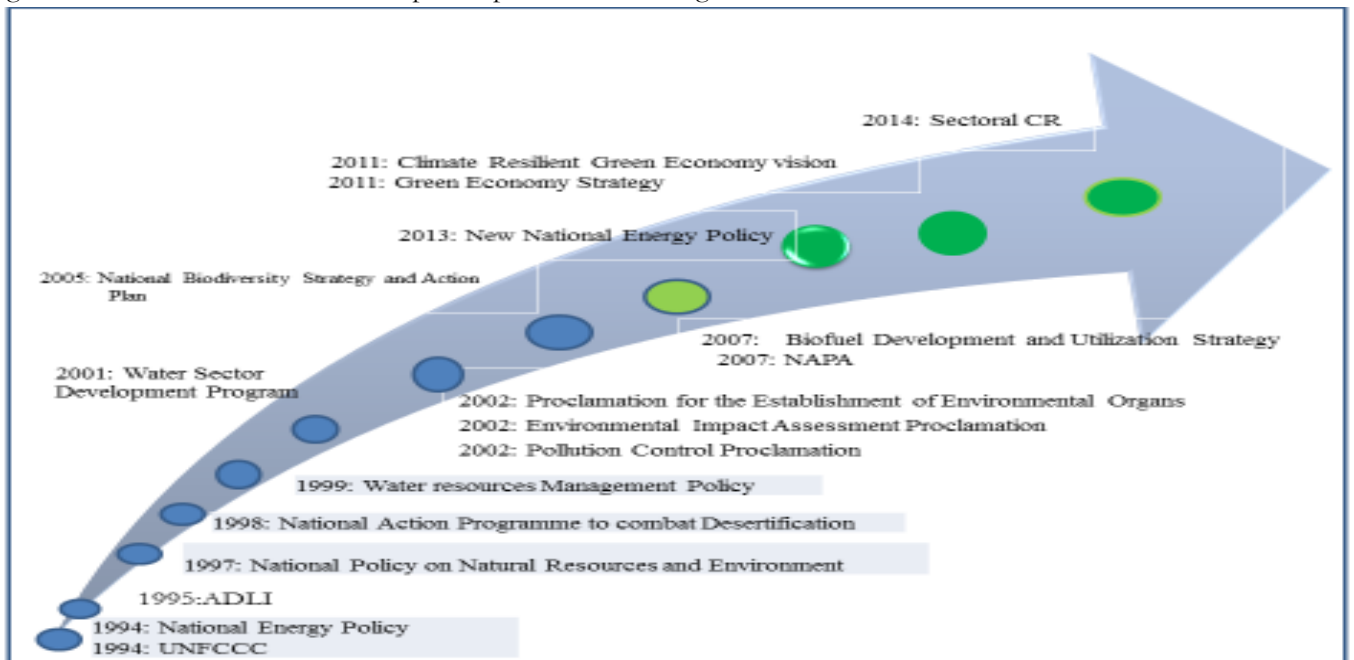 2014: Sectoral CR
2011: Climate Resilient Green Economy vision
2011: Green Economy Strategy
2013: New National Energy Policy
2005: National Biodiversity Strategy and Action
Plan
2007: Biofuel Development and Utilization Strategy
2007: NAPA
2001: Water Sector
Development Program
2002: Proclamation for the Establishment of Environmental Organs
2002: Environmental Impact Assessment Proclamation
2002: Pollution Control Proclamation
1999: Water resources Management Policy
1998: National Action Programme to combat Desertification
1997: National Policy on Natural Resources and Environment
1995:ADLI
1994: National Energy Policy
1994: UNFCCC